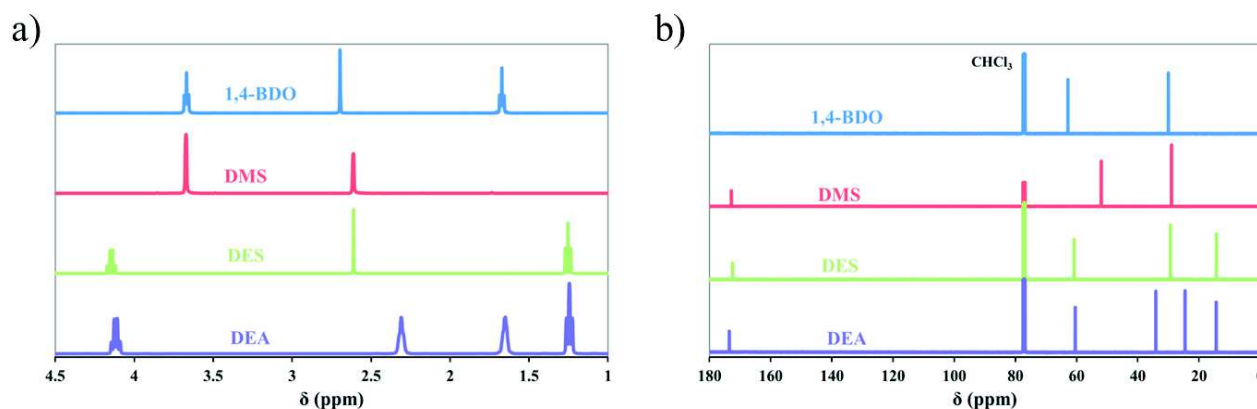 a)
1,4-BDO
DMS
DES
DEA
4.5 4 3.5 3 2.5 2 1.5 1
δ (ppm)
b)
CHCl₃
1,4-BDO
DMS
DES
DEA
180 160 140 120 100 80 60 40 20 0
δ (ppm)